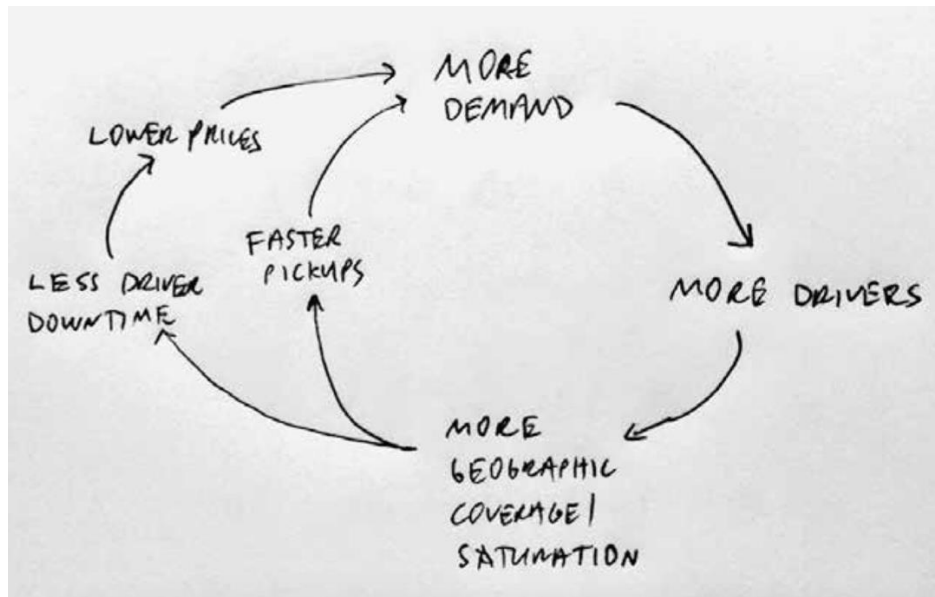 MORE
DEMAND
LOWER PRICES
FASTER
PICKUPS
LESS DRIVER
DOWNTIME
MORE DRIVERS
MORE
GEOGRAPHIC
COVERAGE/
SATURATION